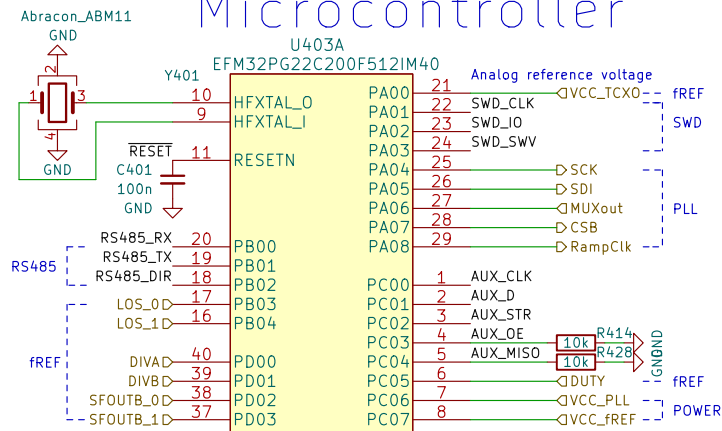 Microcontroller
Abracon_ABM11
GND
U403A
EFM32PG22C200F512IM40
Y401
2
1
3
4
GND
10 HFXTAL_O
9 HFXTAL_I
RESET
11 RESETN
C401
100n
GND
RS485
RS485_RX 20 PB00
RS485_TX 19 PB01
RS485_DIR 18 PB02
fREF
LOS_0 17 PB03
LOS_1 16 PB04
DIVA 40 PD00
DIVB 39 PD01
SFOUTB_0 38 PD02
SFOUTB_1 37 PD03
Analog reference voltage
PA00 21 VCC_TCXO fREF
PA01 22 SWD_CLK
PA02 23 SWD_IO SWD
PA03 24 SWD_SWV
PA04 25 SCK
PA05 26 SDI
PA06 27 MUXout PLL
PA07 28 CSB
PA08 29 RampClk
PC00 1 AUX_CLK
PC01 2 AUX_D
PC02 3 AUX_STR
PC03 4 AUX_OE 10k R414 GND
PC04 5 AUX_MISO 10k R428 GND
PC05 6 DUTY fREF
PC06 7 VCC_PLL POWER
PC07 8 VCC_fREF